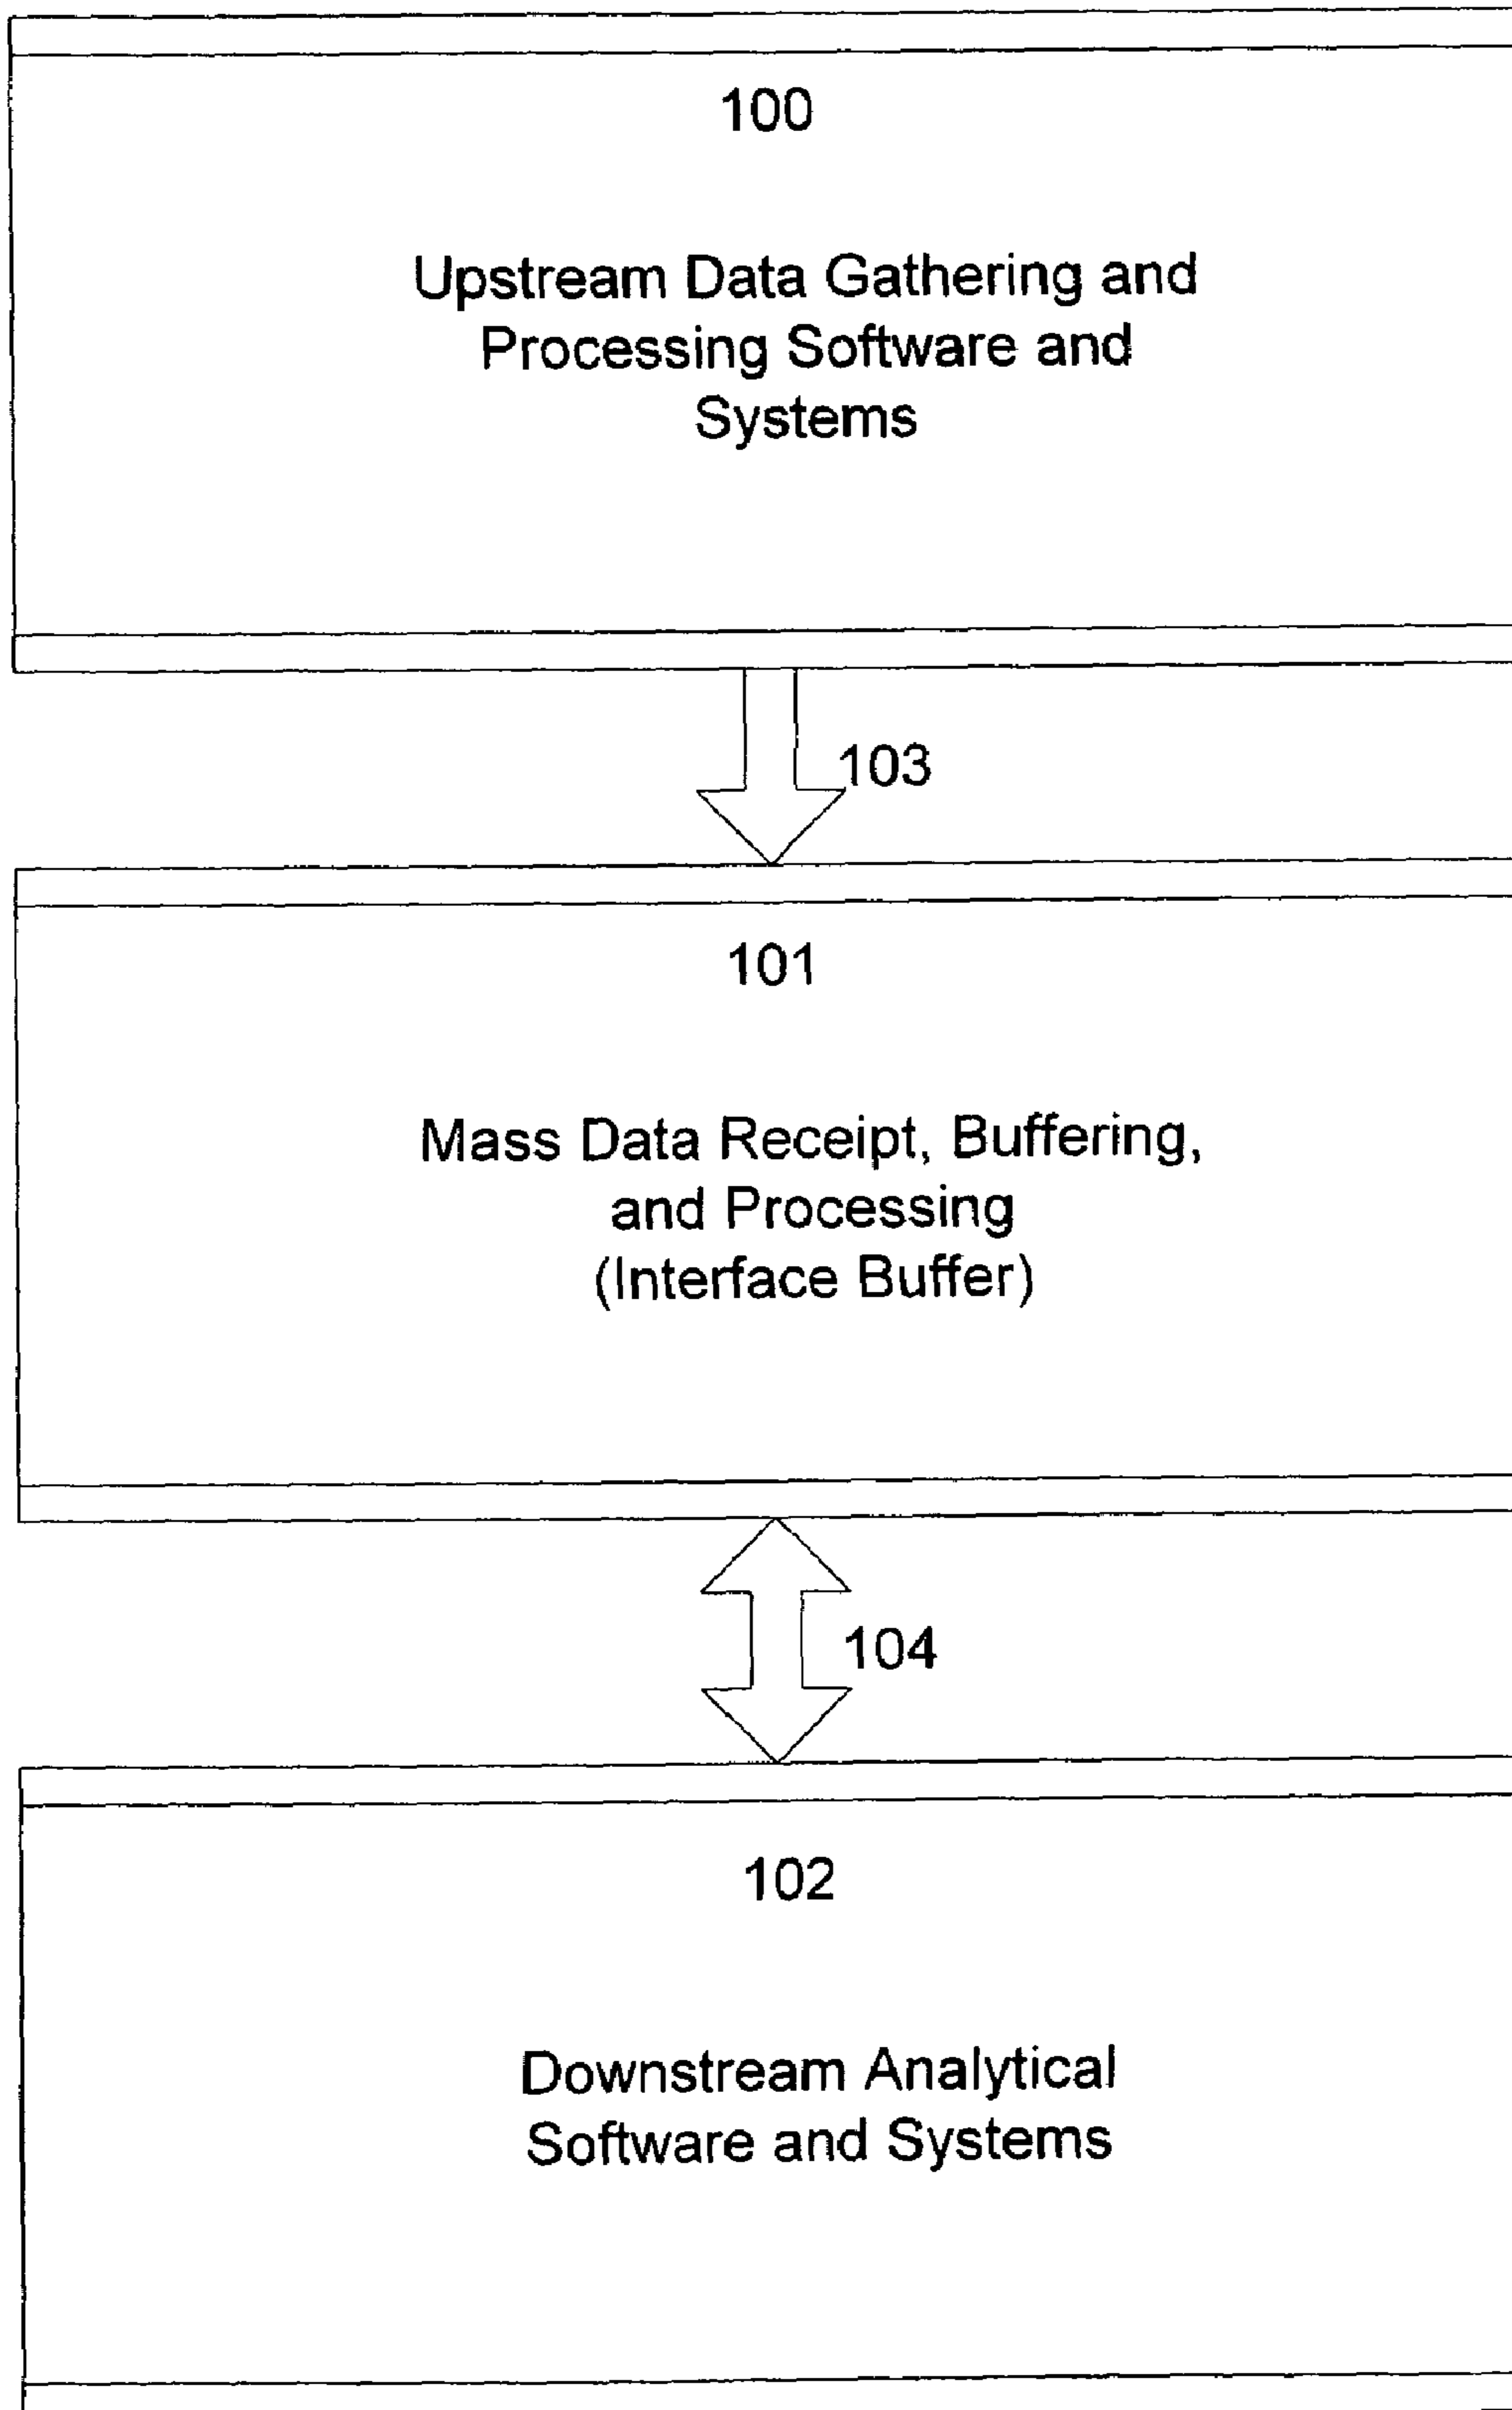 100
Upstream Data Gathering and
Processing Software and
Systems
103
101
Mass Data Receipt, Buffering,
and Processing
(Interface Buffer)
104
102
Downstream Analytical
Software and Systems